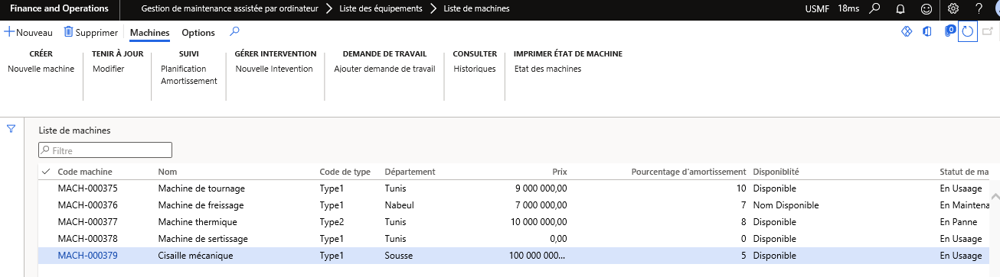 Finance and Operations Gestion de maintenance assistée par ordinateur Liste des équipements Liste de machines USMF 18ms
Nouveau Supprimer Machines Options 0
CRÉER TENIR À JOUR SUIVI GÉRER INTERVENTION DEMANDE DE TRAVAIL CONSULTER IMPRIMER ÉTAT DE MACHINE
Nouvelle machine Modifier Planification Nouvelle Intevention Ajouter demande de travail Historiques Etat des machines
Amortissement
Liste de machines
Filtre
Code machine Nom Code de type Département Prix Pourcentage d'amortissement Disponiblité Statut de ma
MACH-000375 Machine de tournage Type1 Tunis 9 000 000,00 10 Disponible En Usaage
MACH-000376 Machine de freissage Type1 Nabeul 7 000 000,00 7 Nom Disponible En Maintena
MACH-000377 Machine thermique Type2 Tunis 10 000 000,00 8 Disponible En Panne
MACH-000378 Machine de sertissage Type1 Tunis 0,00 0 Disponible En Usaage
MACH-000379 Cisaille mécanique Type1 Sousse 100 000 000... 5 Disponible En Usaage